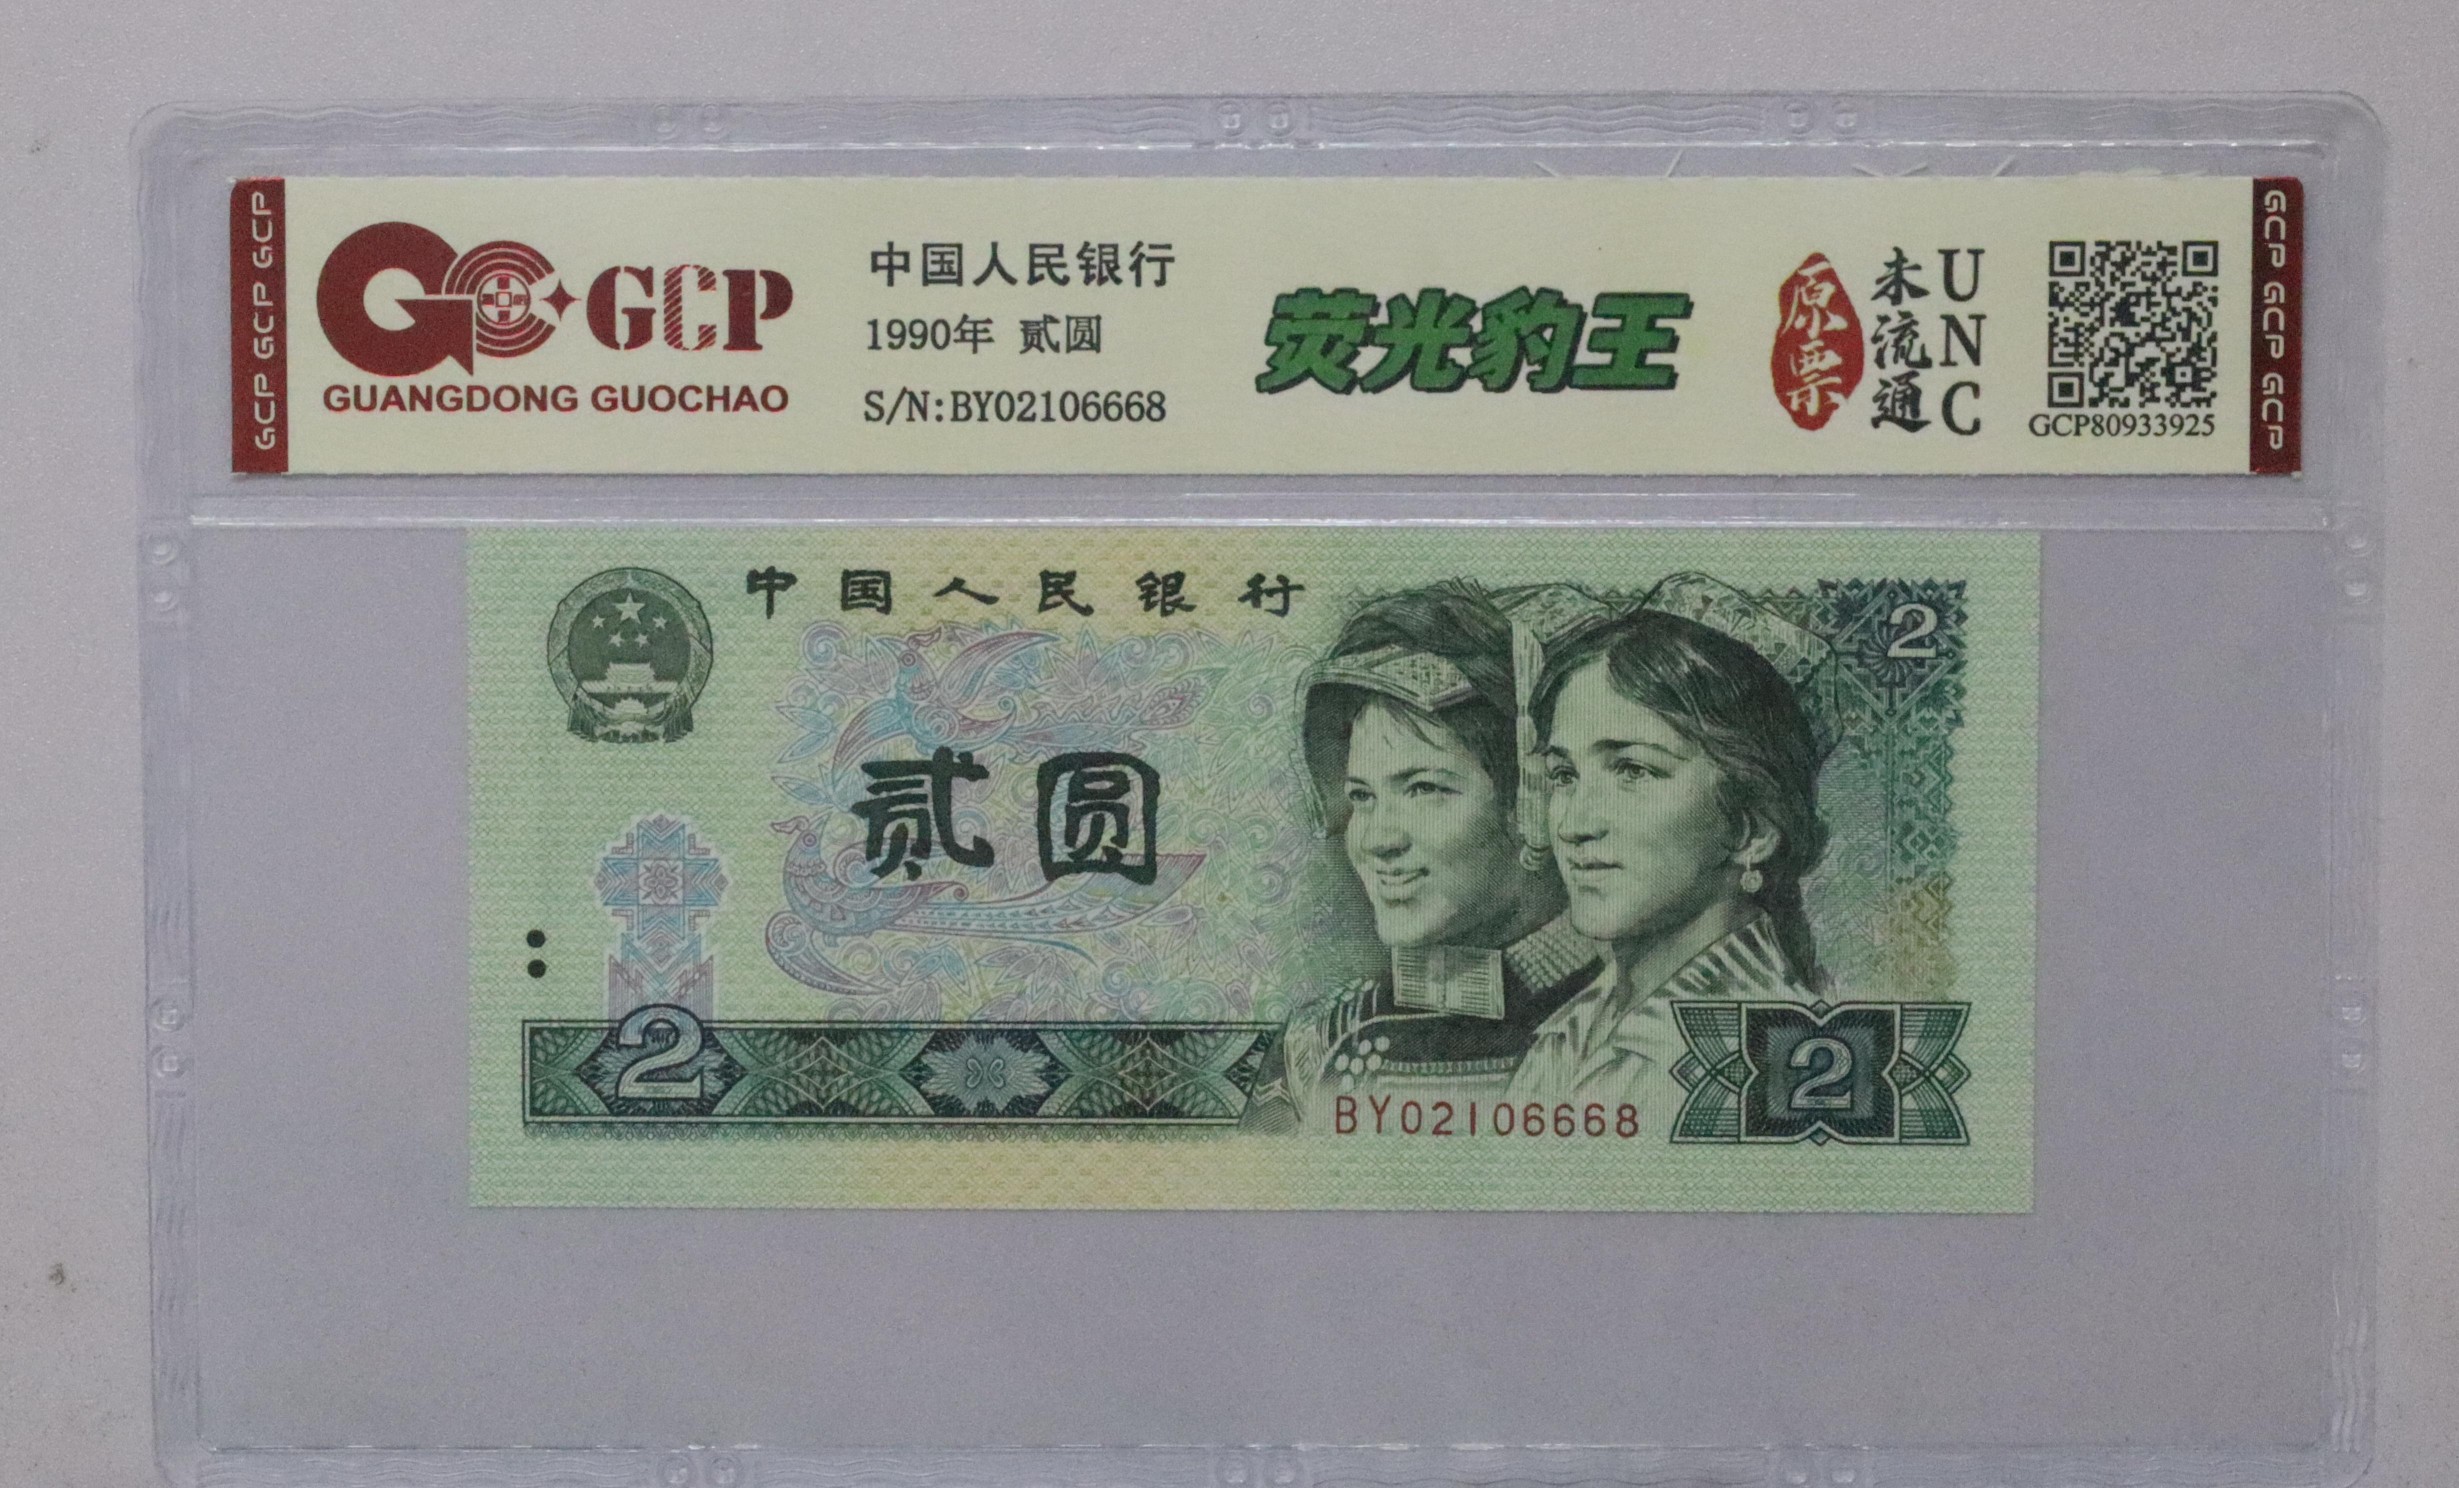 GCP GCP GCP
GCP
GUANGDONG GUOCHAO
中国人民银行
1990年 贰圆
S/N:BY02106668
荧光豹王
原票
未流通
UNC
GCP80933925
GCP GCP GCP
中国人民银行
2
贰圆
2
BY02106668
2